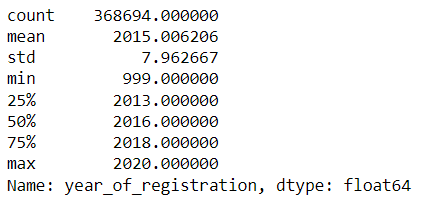 count    368694.000000
mean       2015.006206
std           7.962667
min         999.000000
25%        2013.000000
50%        2016.000000
75%        2018.000000
max        2020.000000
Name: year_of_registration, dtype: float64